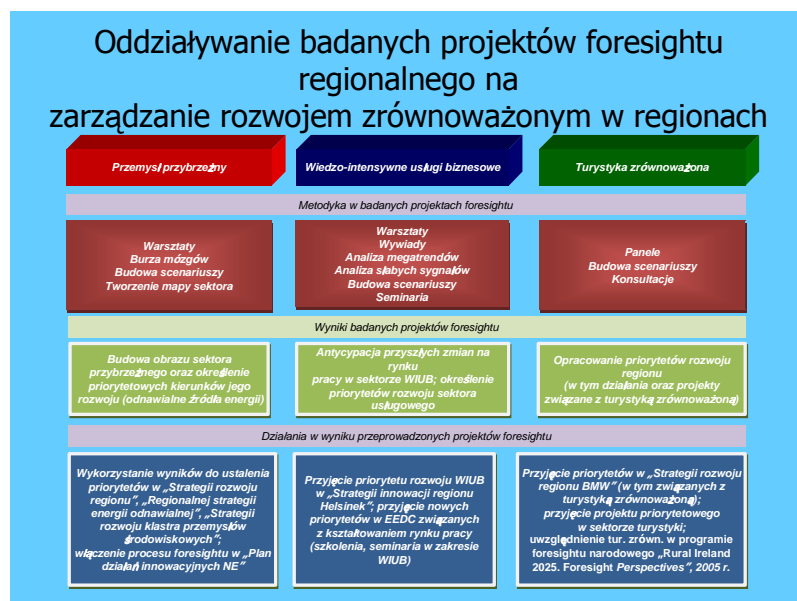 Oddziaływanie badanych projektów foresightu
regionalnego na
zarządzanie rozwojem zrównoważonym w regionach
Przemysł przybrzeżny
Wiedzo-intensywne usługi biznesowe
Turystyka zrównoważona
Metodyka w badanych projektach foresightu
Warsztaty
Burza mózgów
Budowa scenariuszy
Tworzenie mapy sektora
Warsztaty
Wywiady
Analiza megatrendów
Analiza słabych sygnałów
Budowa scenariuszy
Seminaria
Panele
Budowa scenariuszy
Konsultacje
Wyniki badanych projektów foresightu
Budowa obrazu sektora
przybrzeżnego oraz określenie
priorytetowych kierunków jego
rozwoju (odnawialne źródła energii)
Antycypacja przyszłych zmian na
rynku
pracy w sektorze WIUB; określenie
priorytetów rozwoju sektora
usługowego
Opracowanie priorytetów rozwoju
regionu
(w tym działania oraz projekty
związane z turystyką zrównoważoną)
Działania w wyniku przeprowadzonych projektów foresightu
Wykorzystanie wyników do ustalenia
priorytetów w „Strategii rozwoju
regionu”, „Regionalnej strategii
energii odnawialnej”, „Strategii
rozwoju klastra przemysłów
środowiskowych”;
włączenie procesu foresightu w „Plan
działań innowacyjnych NE”
Przyjęcie priorytetu rozwoju WIUB
w „Strategii innowacji regionu
Helsinek”; przyjęcie nowych
priorytetów w EEDC związanych
z kształtowaniem rynku pracy
(szkolenia, seminaria w zakresie
WIUB)
Przyjęcie priorytetów w „Strategii rozwoju
regionu BMW” (w tym związanych z
turystyką zrównoważoną);
przyjęcie projektu priorytetowego
w sektorze turystyki;
uwzględnienie tur. zrówn. w programie
foresightu narodowego „Rural Ireland
2025. Foresight Perspectives”, 2005 r.